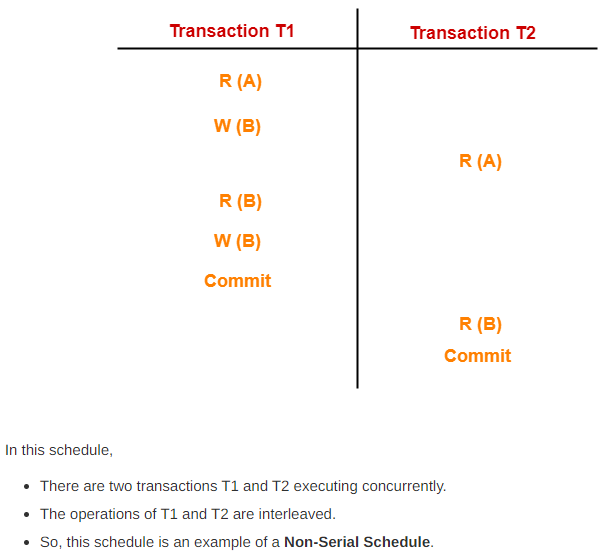 Transaction T1 Transaction T2
R (A)
W (B)
R (A)
R (B)
W (B)
Commit
R (B)
Commit
In this schedule,
• There are two transactions T1 and T2 executing concurrently.
• The operations of T1 and T2 are interleaved.
• So, this schedule is an example of a Non-Serial Schedule.